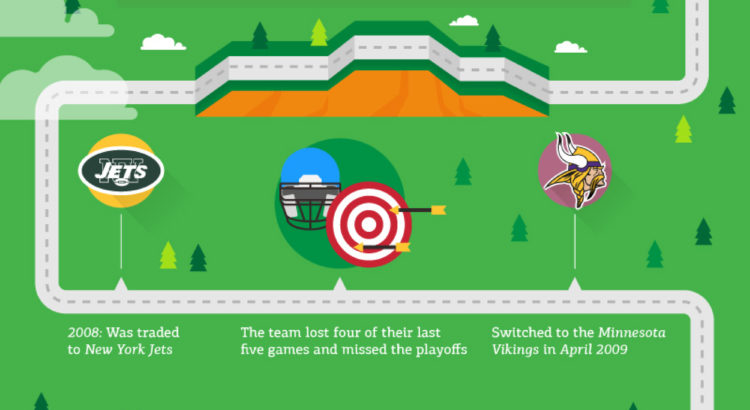 NY
JETS
2008: Was traded
to New York Jets
The team lost four of their last
five games and missed the playoffs
Switched to the Minnesota
Vikings in April 2009